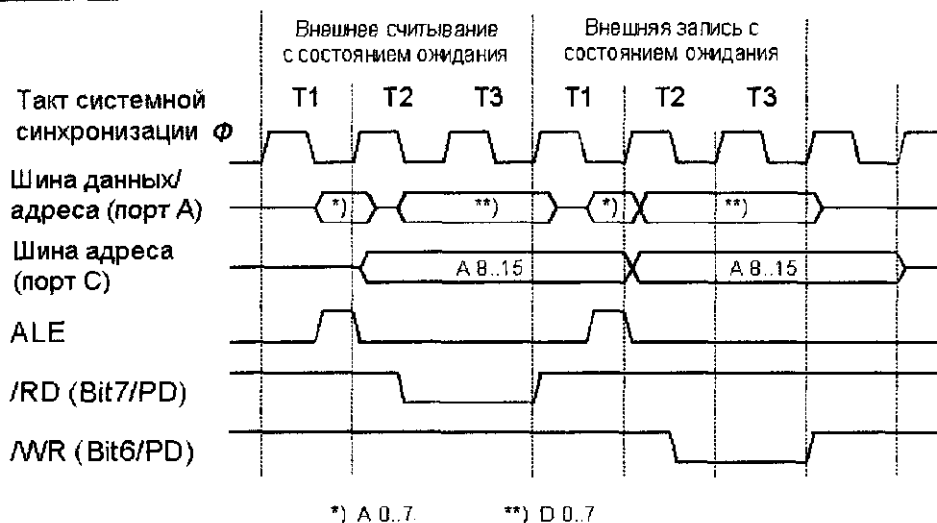 Внешнее считывание
с состоянием ожидания
Внешняя запись с
состоянием ожидания
T1 T2 T3 T1 T2 T3
Такт системной
синхронизации Ф
Шина данных/
адреса (порт А)
*) **) *) **)
Шина адреса
(порт С)
A 8..15 A 8..15
ALE
/RD (Bit7/PD)
/WR (Bit6/PD)
*) A 0..7 **) D 0..7